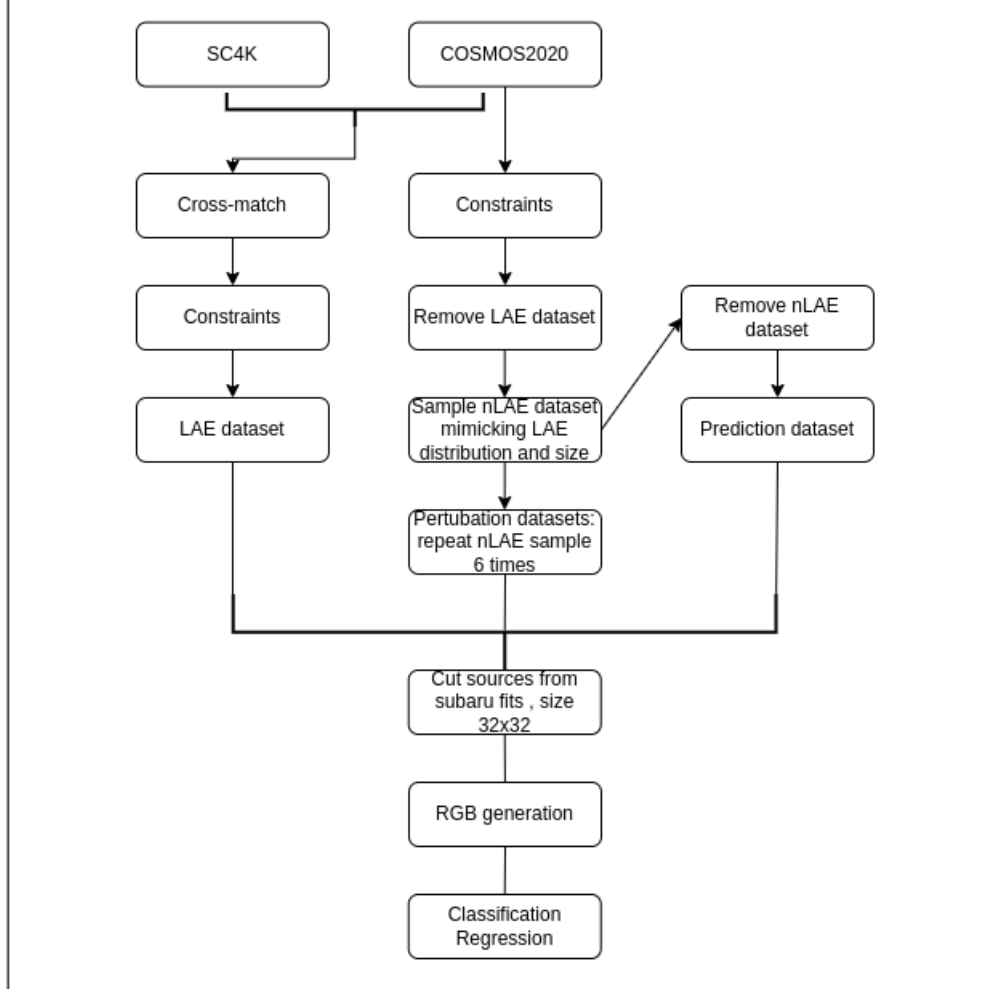 SC4K
COSMOS2020
Cross-match
Constraints
Constraints
Remove LAE dataset
Remove nLAE
dataset
LAE dataset
Sample nLAE dataset
mimicking LAE
distribution and size
Prediction dataset
Pertubation datasets:
repeat nLAE sample
6 times
Cut sources from
subaru fits , size
32x32
RGB generation
Classification
Regression